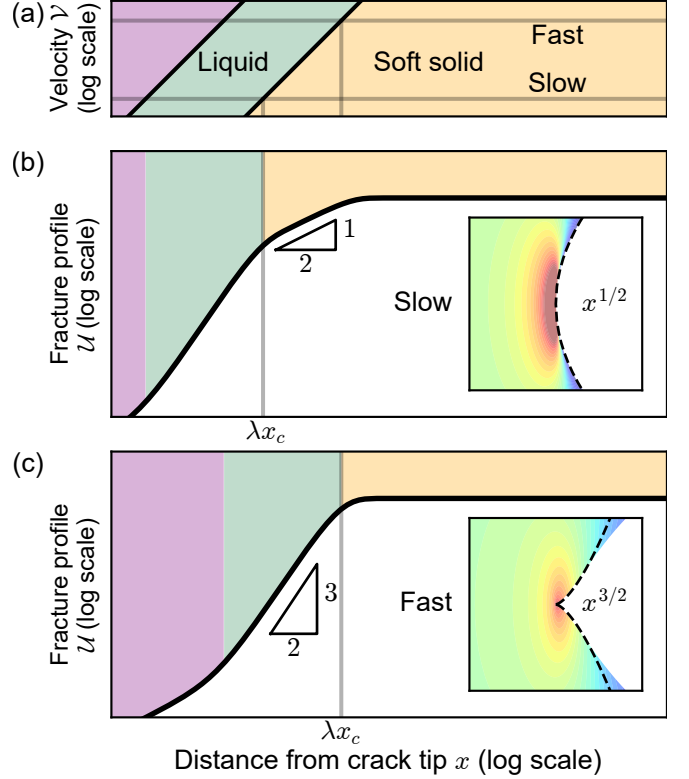 (a)
Velocity 𝒱
(log scale)
Liquid
Soft solid
Fast
Slow
(b)
Fracture profile
𝒰 (log scale)
1
2
Slow
x^{1/2}
λx_c
(c)
Fracture profile
𝒰 (log scale)
3
2
Fast
x^{3/2}
λx_c
Distance from crack tip x (log scale)